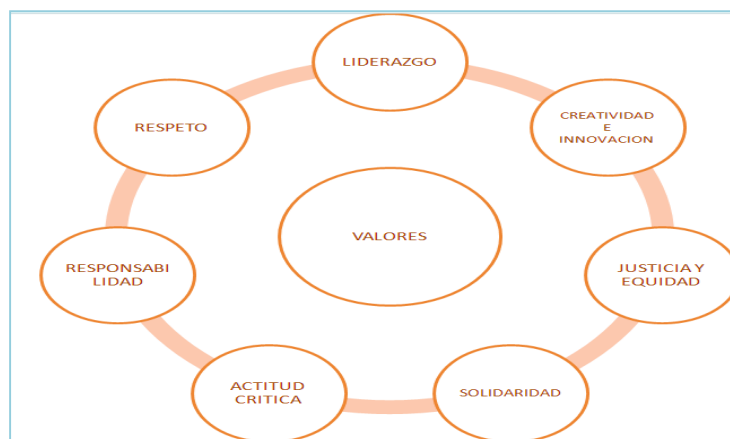 LIDERAZGO
CREATIVIDAD
E
INNOVACION
RESPETO
VALORES
RESPONSABI
LIDAD
JUSTICIA Y
EQUIDAD
ACTITUD
CRITICA
SOLIDARIDAD